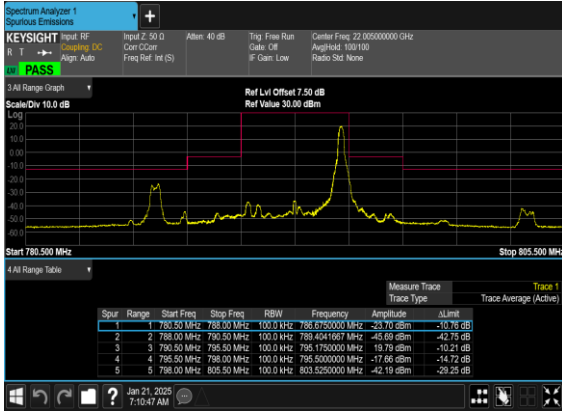 Spectrum Analyzer 1
Spurious Emissions
+
KEYSIGHT Input: RF Input Z: 50 Ω Atten: 40 dB Trig: Free Run Center Freq: 22.005000000 GHz
R T Coupling: DC Corr CCorr Gate: Off Avg|Hold: 100/100
Align: Auto Freq Ref: Int (S) IF Gain: Low Radio Std: None
PASS
3 All Range Graph
Ref Lvl Offset 7.50 dB
Scale/Div 10.0 dB Ref Value 30.00 dBm
Log
20.0
10.0
0.00
-10.0
-20.0
-30.0
-40.0
-50.0
-60.0
Start 780.500 MHz Stop 805.500 MHz
4 All Range Table
Measure Trace Trace 1
Trace Type Trace Average (Active)
Spur Range Start Freq Stop Freq RBW Frequency Amplitude ΔLimit
1 1 780.50 MHz 788.00 MHz 100.0 kHz 786.6750000 MHz -23.70 dBm -10.76 dB
2 2 788.00 MHz 790.50 MHz 100.0 kHz 789.4041667 MHz -45.69 dBm -42.75 dB
3 3 790.50 MHz 795.50 MHz 100.0 kHz 795.1750000 MHz 19.79 dBm -10.21 dB
4 4 795.50 MHz 798.00 MHz 100.0 kHz 795.5000000 MHz -17.66 dBm -14.72 dB
5 5 798.00 MHz 805.50 MHz 100.0 kHz 803.5250000 MHz -42.19 dBm -29.25 dB
?
Jan 21, 2025
7:10:47 AM